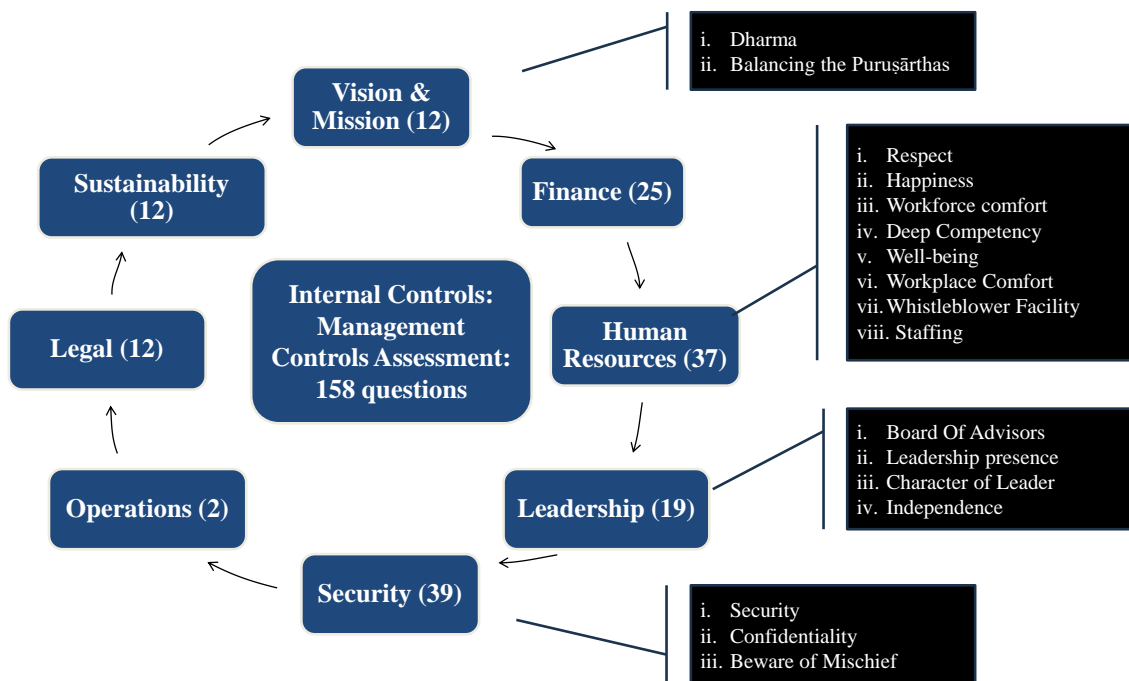 Vision &
Mission (12)
Finance (25)
Human
Resources (37)
Leadership (19)
Security (39)
Operations (2)
Legal (12)
Sustainability
(12)
Internal Controls:
Management
Controls Assessment:
158 questions
i. Dharma
ii. Balancing the Puruṣārthas
i. Respect
ii. Happiness
iii. Workforce comfort
iv. Deep Competency
v. Well-being
vi. Workplace Comfort
vii. Whistleblower Facility
viii. Staffing
i. Board Of Advisors
ii. Leadership presence
iii. Character of Leader
iv. Independence
i. Security
ii. Confidentiality
iii. Beware of Mischief